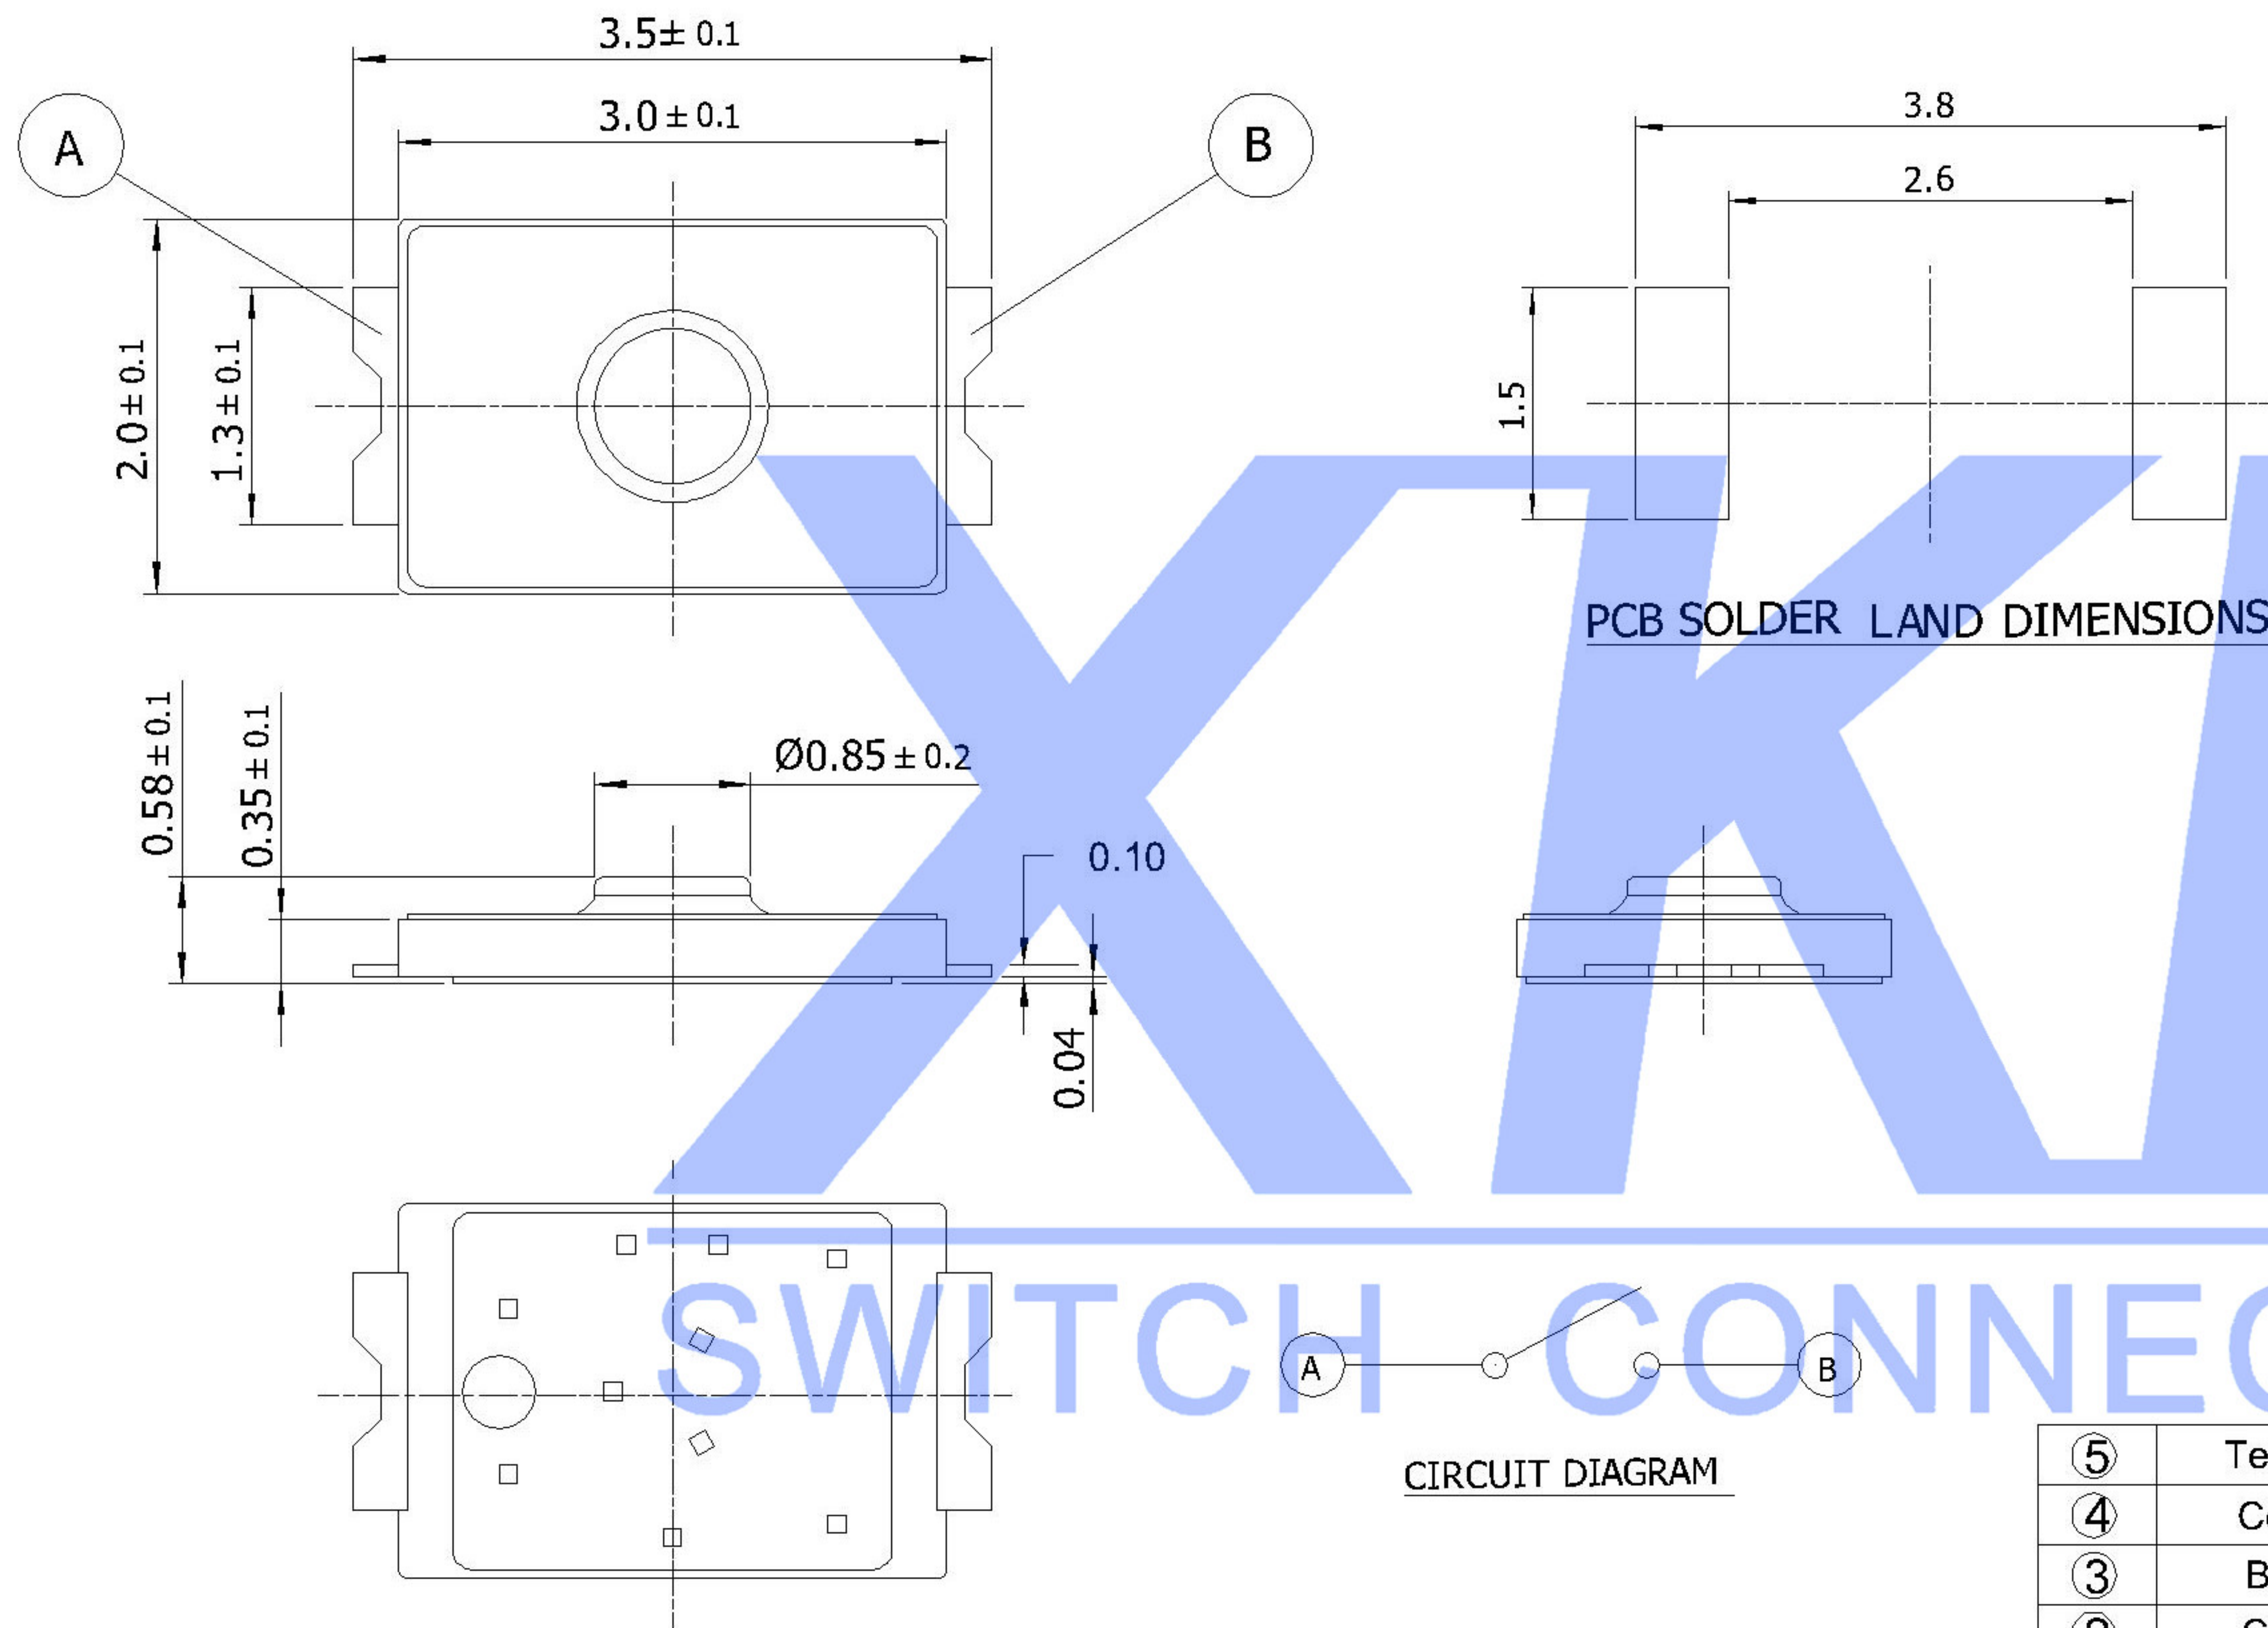 3.5± 0.1
3.0 ± 0.1
A
B
2.0± 0.1
1.3± 0.1
3.8
2.6
1.5
PCB SOLDER LAND DIMENSIONS
0.58± 0.1
0.35± 0.1
Ø0.85± 0.2
0.10
0.04
SWITCH
A
B
CIRCUIT DIAGRAM
5
4
3